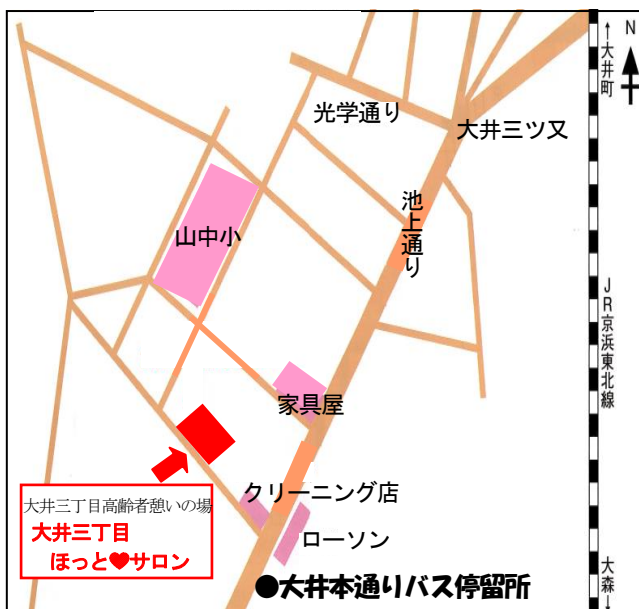 N
↑大井町
光学通り
大井三ツ又
池上通り
山中小
JR京浜東北線
家具屋
クリーニング店
大井三丁目高齢者憩いの場
大井三丁目
ほっと♥サロン
ローソン
●大井本通りバス停留所
大森↓